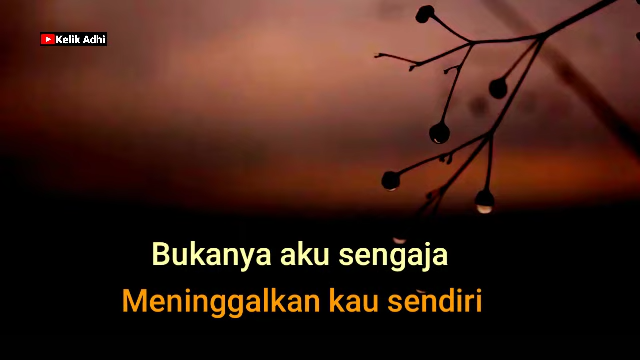 Kelik Adhi
Bukanya aku sengaja
Meninggalkan kau sendiri